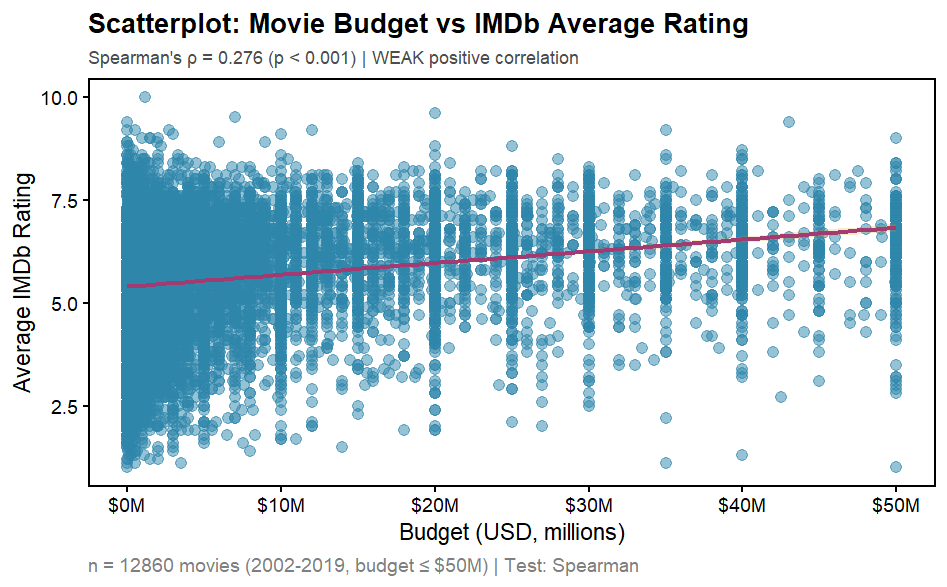 Scatterplot: Movie Budget vs IMDb Average Rating
Spearman's ρ = 0.276 (p < 0.001) | WEAK positive correlation
Average IMDb Rating
10.0
7.5
5.0
2.5
$0M $10M $20M $30M $40M $50M
Budget (USD, millions)
n = 12860 movies (2002-2019, budget ≤ $50M) | Test: Spearman